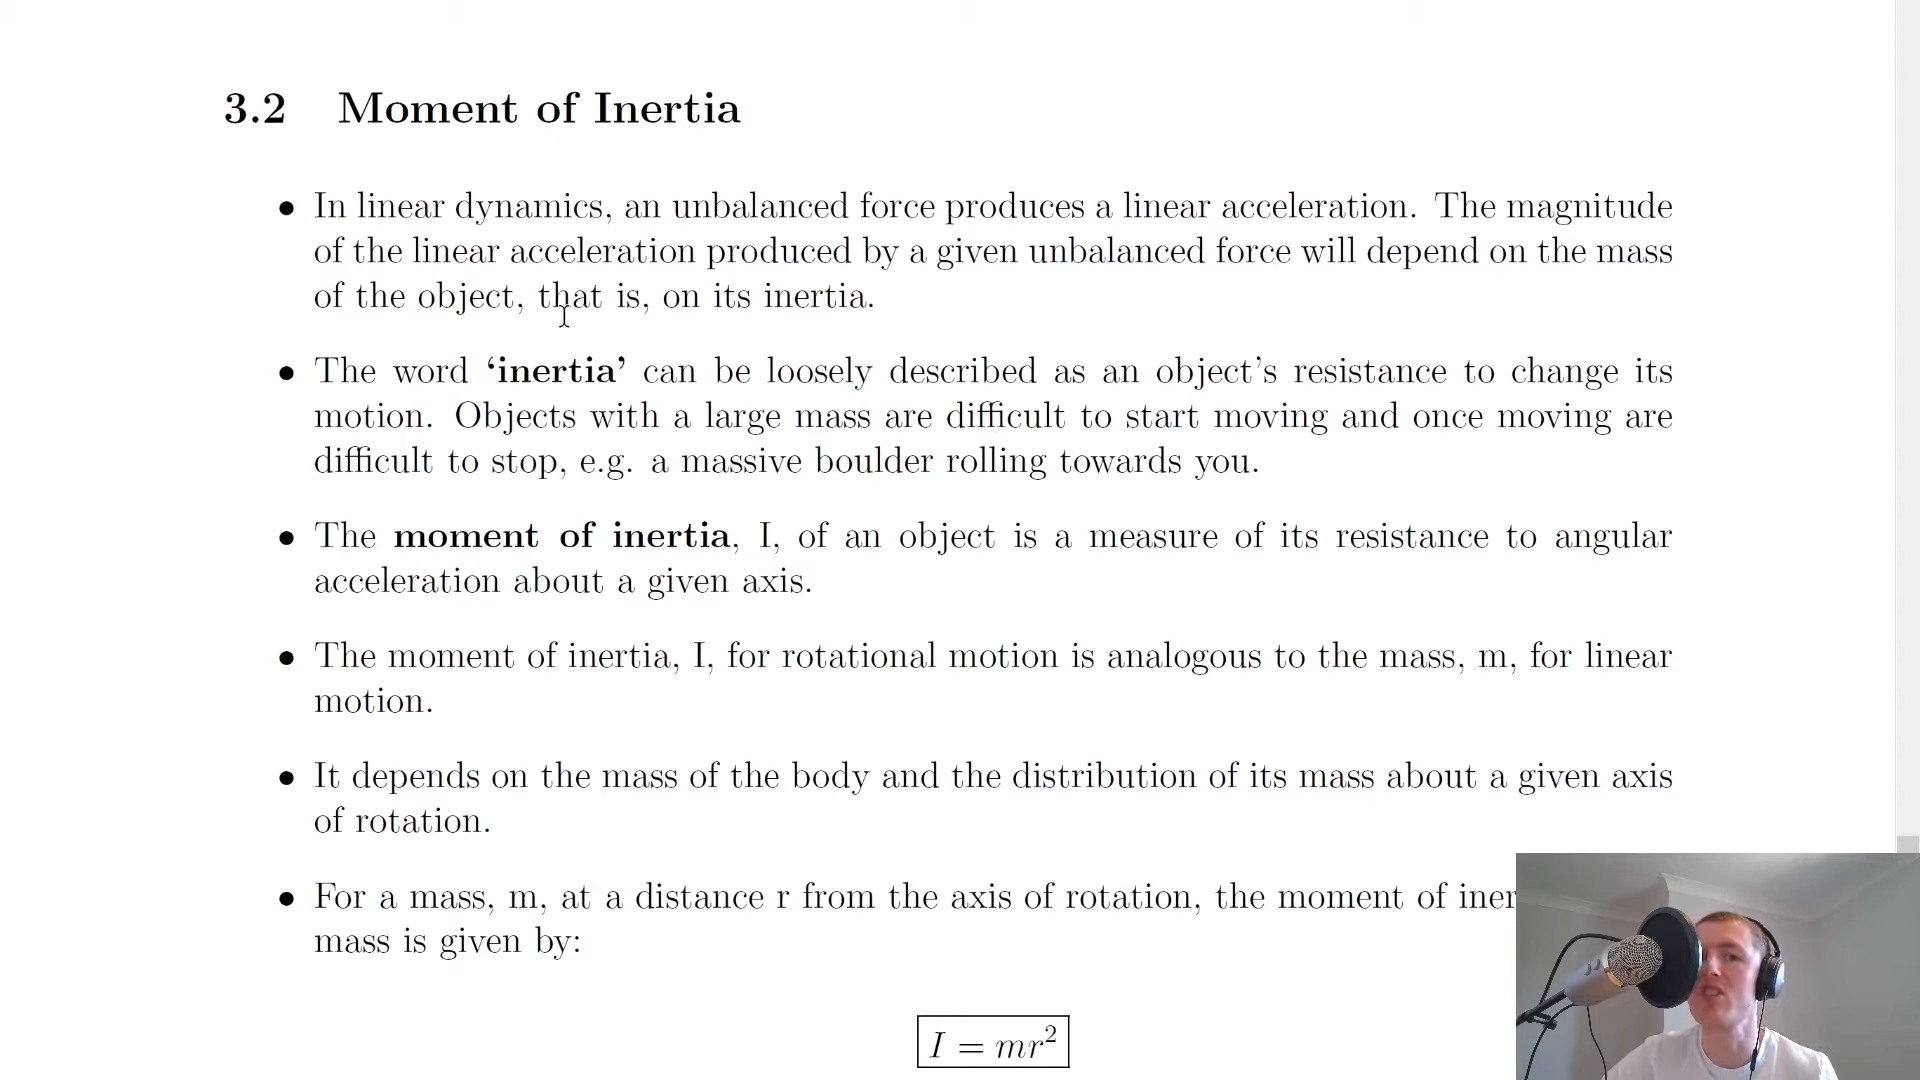 3.2 Moment of Inertia
• In linear dynamics, an unbalanced force produces a linear acceleration. The magnitude
of the linear acceleration produced by a given unbalanced force will depend on the mass
of the object, that is, on its inertia.
• The word ‘inertia’ can be loosely described as an object’s resistance to change its
motion. Objects with a large mass are difficult to start moving and once moving are
difficult to stop, e.g. a massive boulder rolling towards you.
• The moment of inertia, I, of an object is a measure of its resistance to angular
acceleration about a given axis.
• The moment of inertia, I, for rotational motion is analogous to the mass, m, for linear
motion.
• It depends on the mass of the body and the distribution of its mass about a given axis
of rotation.
• For a mass, m, at a distance r from the axis of rotation, the moment of iner
mass is given by:
I = mr²